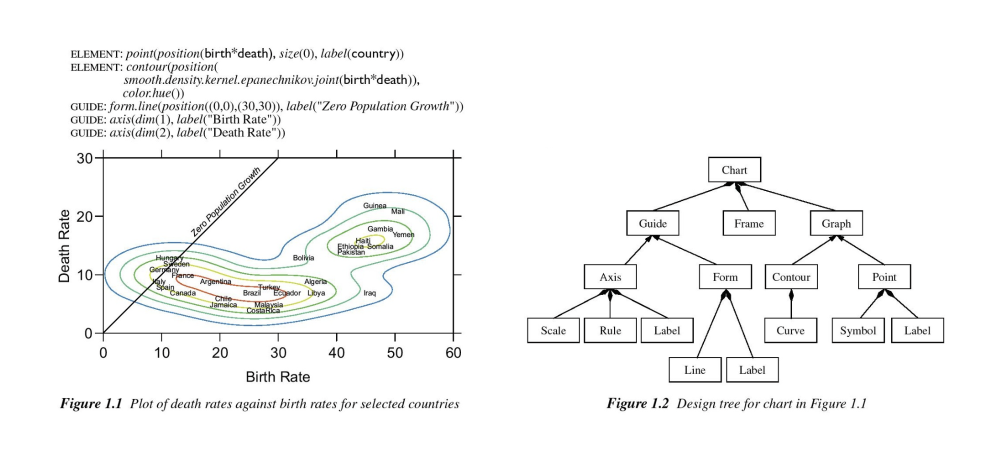 ELEMENT: point(position(birth*death), size(0), label(country))
ELEMENT: contour(position(
smooth.density.kernel.epanechnikov.joint(birth*death)),
color.hue())
GUIDE: form.line(position((0,0),(30,30)), label("Zero Population Growth"))
GUIDE: axis(dim(1), label("Birth Rate"))
GUIDE: axis(dim(2), label("Death Rate"))
30
20
10
0
Death Rate
Zero Population Growth
Guinea
Mali
Gambia
Yemen
Haiti
Ethiopia Somalia
Pakistan
Bolivia
Hungary
Sweden
Germany
France
Italy
Spain
Canada
Argentina
Algeria
Turkey
Brazil
Ecuador
Libya
Iraq
Chile
Jamaica
Malaysia
CostaRica
0 10 20 30 40 50 60
Birth Rate
Figure 1.1 Plot of death rates against birth rates for selected countries
Chart
Guide Frame Graph
Axis Form Contour Point
Scale Rule Label Curve Symbol Label
Line Label
Figure 1.2 Design tree for chart in Figure 1.1